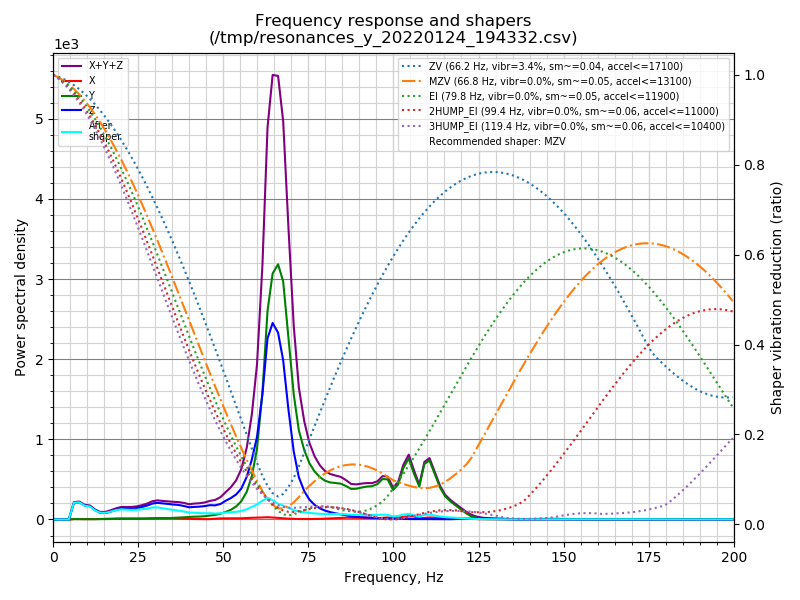 Frequency response and shapers
(/tmp/resonances_y_20220124_194332.csv)
1e3
X+Y+Z
X
Y
Z
After
shaper
ZV (66.2 Hz, vibr=3.4%, sm~=0.04, accel<=17100)
MZV (66.8 Hz, vibr=0.0%, sm~=0.05, accel<=13100)
EI (79.8 Hz, vibr=0.0%, sm~=0.05, accel<=11900)
2HUMP_EI (99.4 Hz, vibr=0.0%, sm~=0.06, accel<=11000)
3HUMP_EI (119.4 Hz, vibr=0.0%, sm~=0.06, accel<=10400)
Recommended shaper: MZV
Power spectral density
5
4
3
2
1
0
1.0
0.8
0.6
0.4
0.2
0.0
Shaper vibration reduction (ratio)
0 25 50 75 100 125 150 175 200
Frequency, Hz